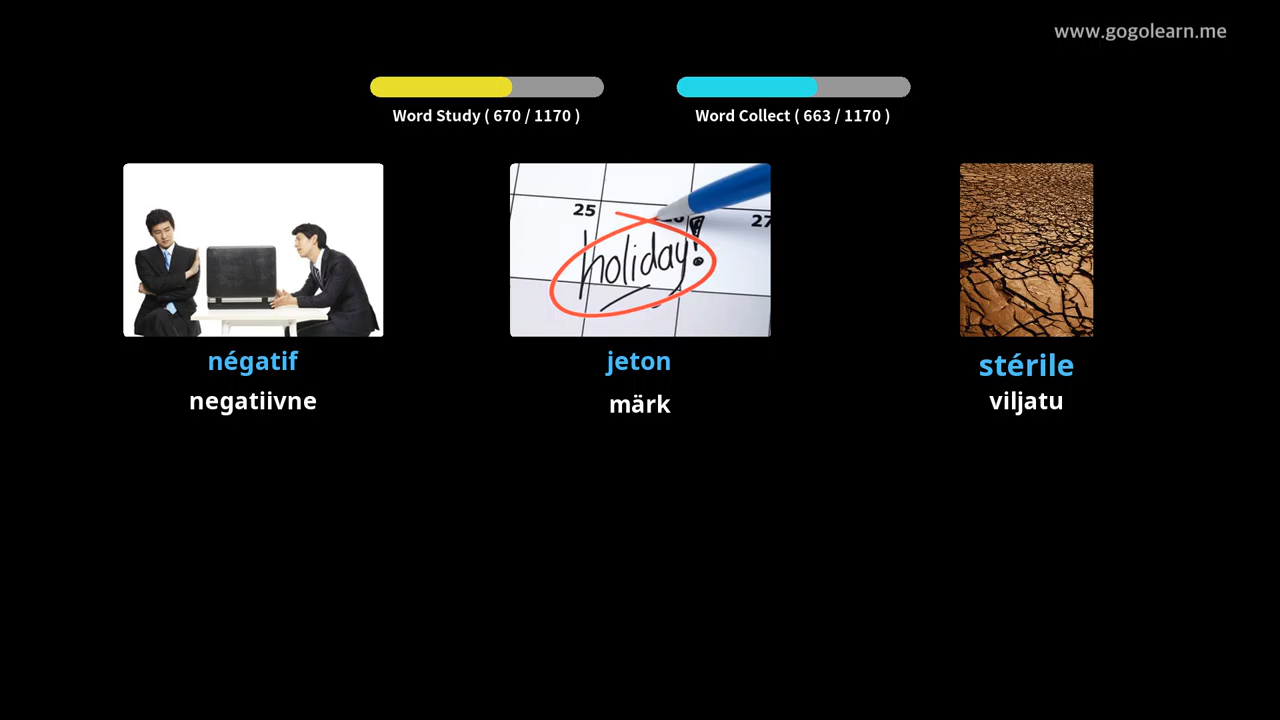 www.gogolearn.me
Word Study ( 670 / 1170 )
Word Collect ( 663 / 1170 )
25
27
holiday!
négatif
jeton
stérile
negatiivne
märk
viljatu